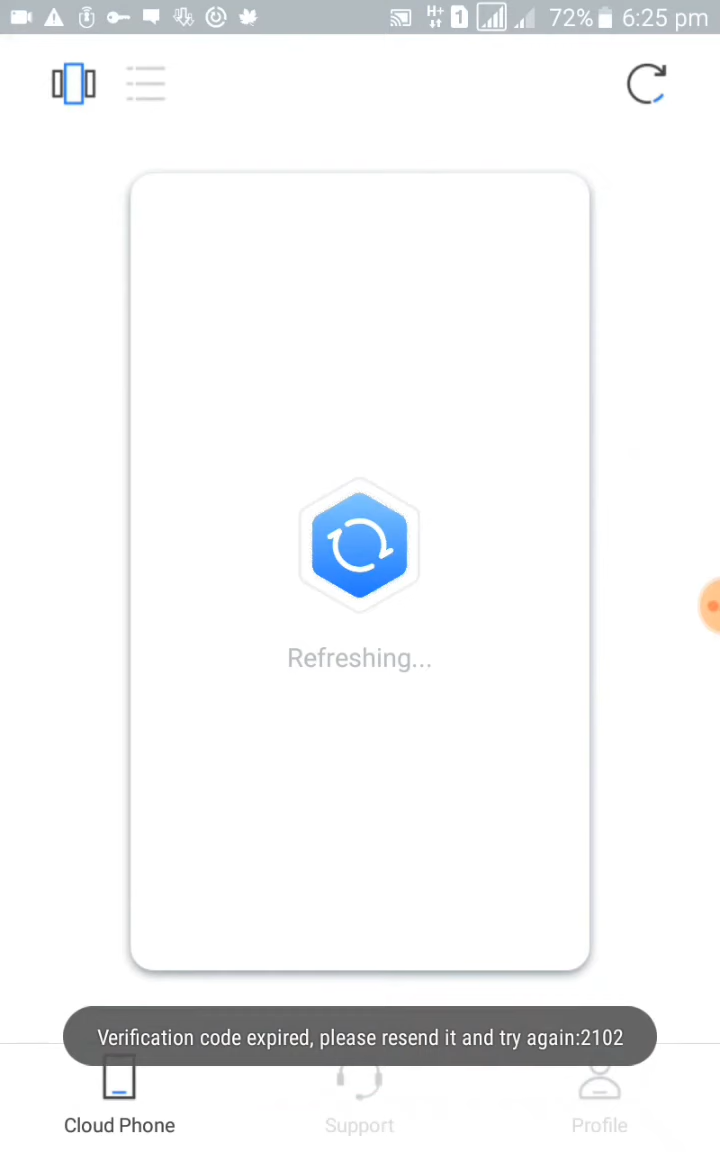 H+ 1 72% 6:25 pm
Refreshing...
Verification code expired, please resend it and try again:2102
Cloud Phone
Support
Profile